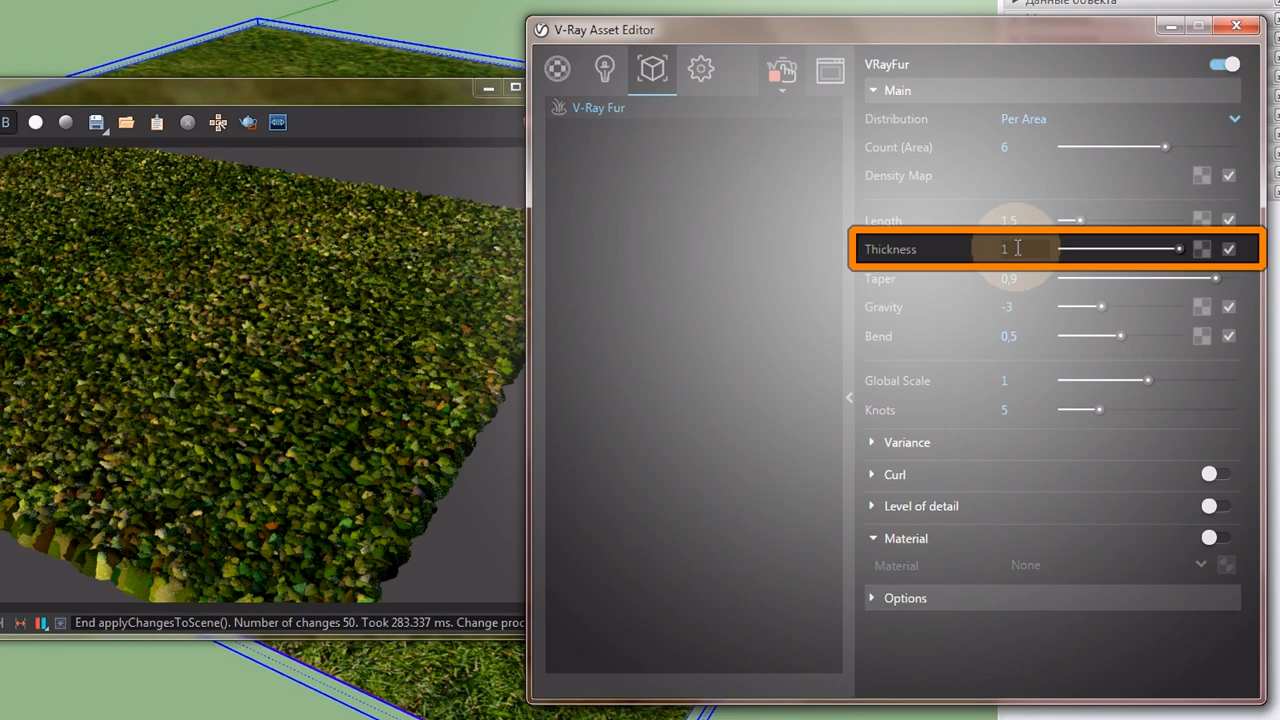 Данные объекта
V-Ray Asset Editor
VRayFur
Main
V-Ray Fur
Distribution Per Area
B
Count (Area) 6
Density Map
Length 1,5
Thickness 1
Taper 0,9
Gravity -3
Bend 0,5
Global Scale 1
Knots 5
Variance
Curl
Level of detail
Material
Material None
Options
End applyChangesToScene(). Number of changes 50. Took 283.337 ms. Change proc